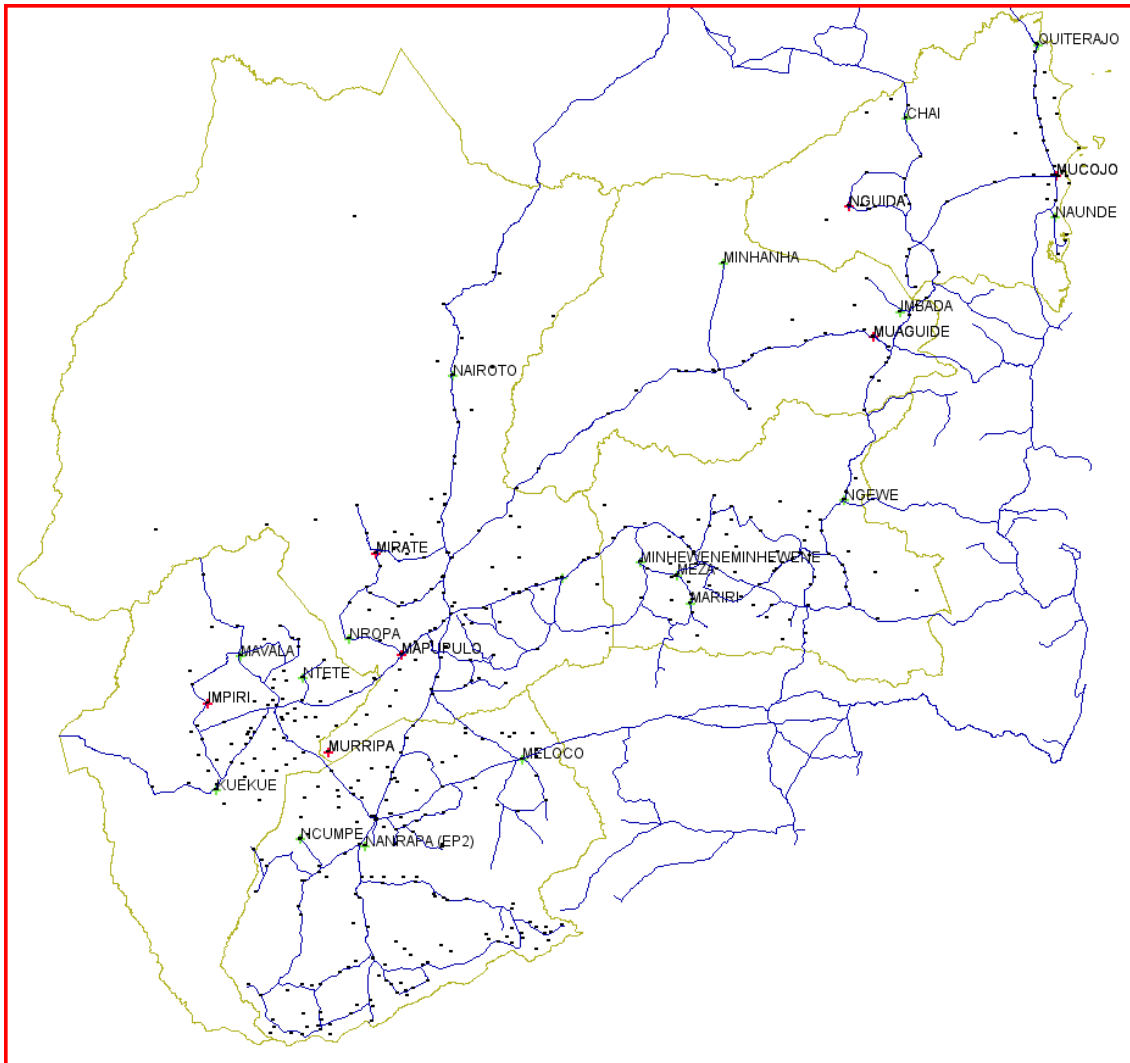 QUITERAJO
CHAI
MUCOJO
NGUIDA
NAUNDE
MINHANHA
IMBADA
MUAGUIDE
NAIROTO
NGEWE
MIRATE
MINHEWENEMINHEWENE
MEZA
MARIRI
NROPA
MAPUPULO
MAVALA
NTETE
IMPIRI
MURRIPA
MELOCO
KUEKUE
NCUMPE
NANRAPA (EP2)